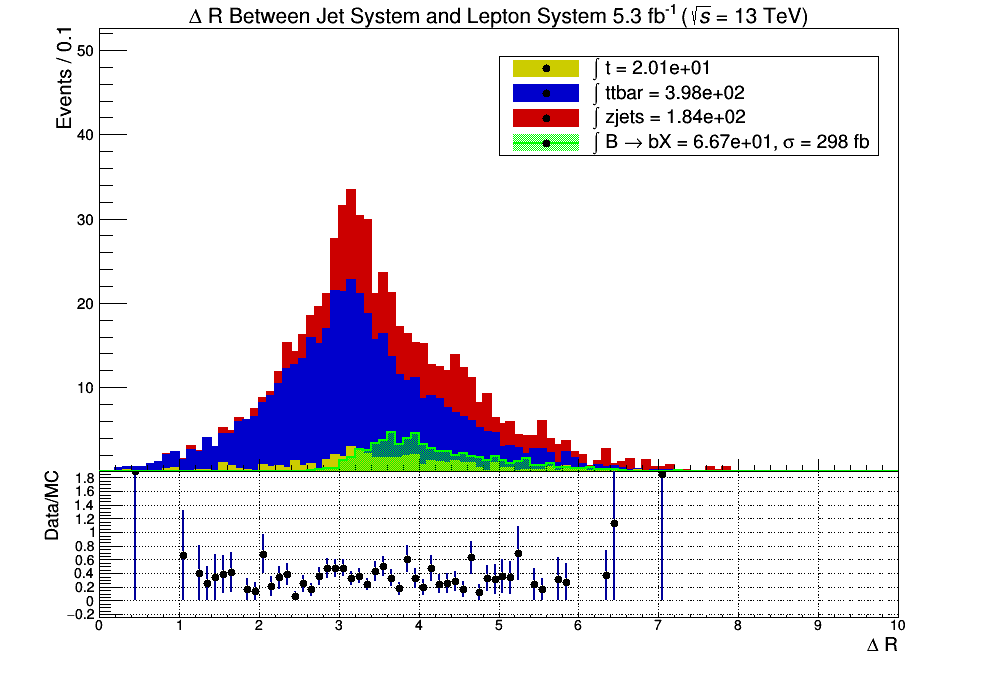 Δ R Between Jet System and Lepton System 5.3 fb⁻¹ (√s = 13 TeV)
Events / 0.1
50
40
30
20
10
∫ t = 2.01e+01
∫ ttbar = 3.98e+02
∫ zjets = 1.84e+02
∫ B → bX = 6.67e+01, σ = 298 fb
Data/MC
1.8
1.6
1.4
1.2
1
0.8
0.6
0.4
0.2
0
−0.2
0 1 2 3 4 5 6 7 8 9 10
Δ R